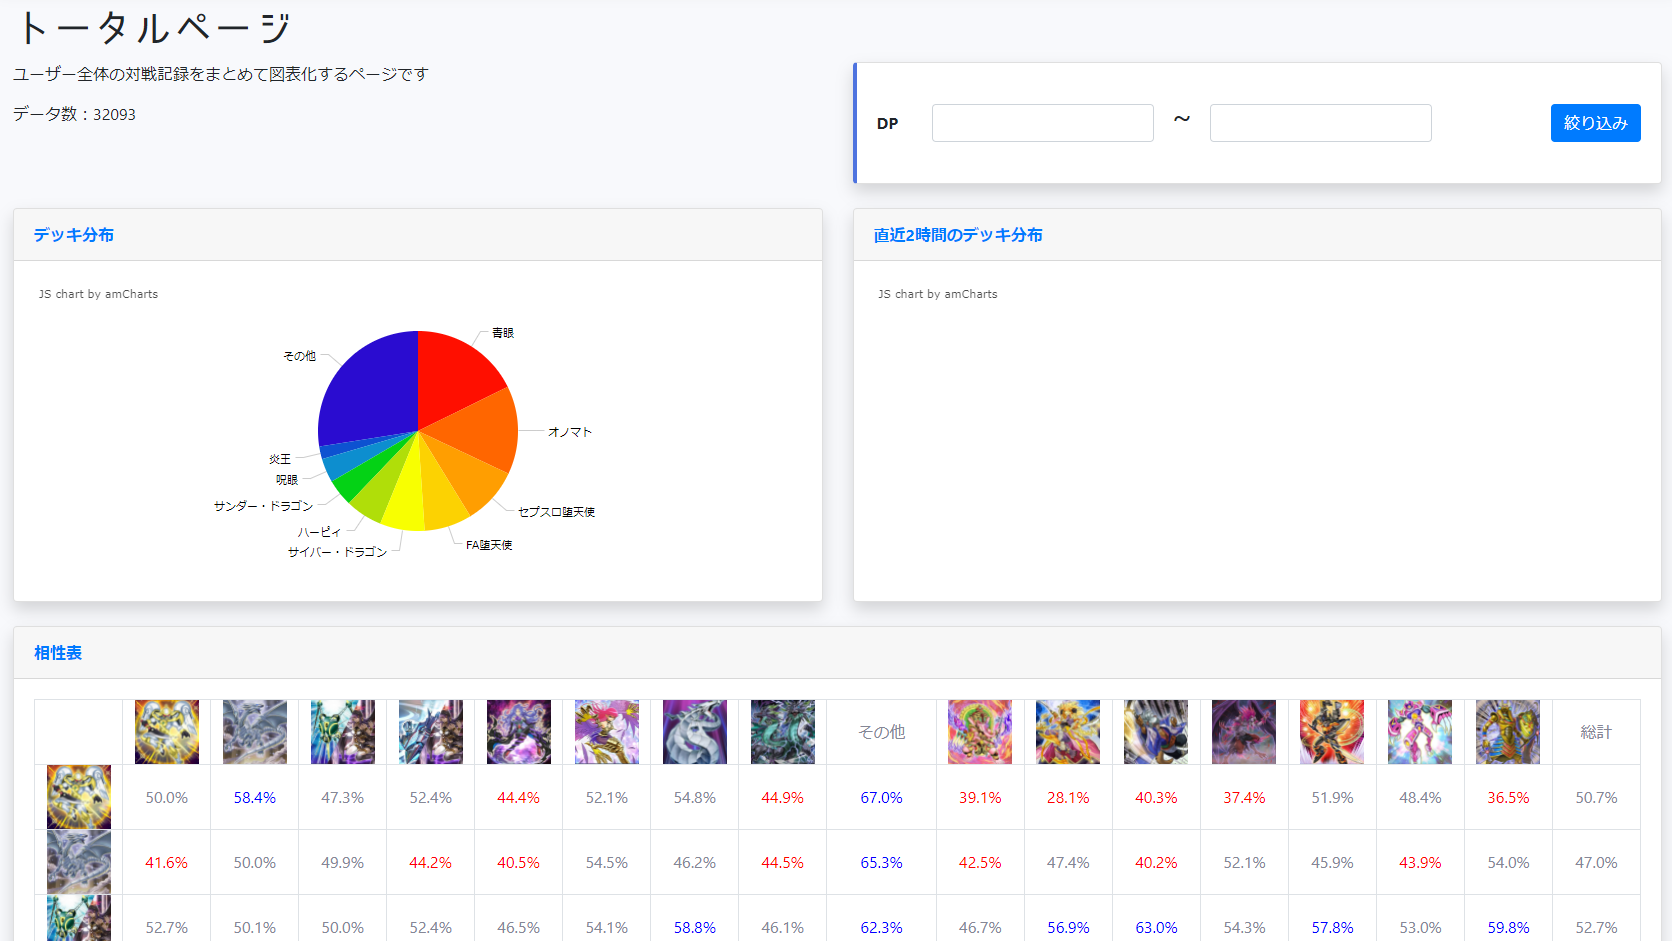 トータルページ
ユーザー全体の対戦記録をまとめて図表化するページです
データ数：32093
DP ～ 絞り込み
デッキ分布
JS chart by amCharts
青眼
オノマト
セプスロ堕天使
FA堕天使
サイバー・ドラゴン
ハーピィ
サンダー・ドラゴン
呪眼
炎王
その他
直近2時間のデッキ分布
JS chart by amCharts
相性表
その他 総計
50.0% 58.4% 47.3% 52.4% 44.4% 52.1% 54.8% 44.9% 67.0% 39.1% 28.1% 40.3% 37.4% 51.9% 48.4% 36.5% 50.7%
41.6% 50.0% 49.9% 44.2% 40.5% 54.5% 46.2% 44.5% 65.3% 42.5% 47.4% 40.2% 52.1% 45.9% 43.9% 54.0% 47.0%
52.7% 50.1% 50.0% 52.4% 46.5% 54.1% 58.8% 46.1% 62.3% 46.7% 56.9% 63.0% 54.3% 57.8% 53.0% 59.8% 52.7%